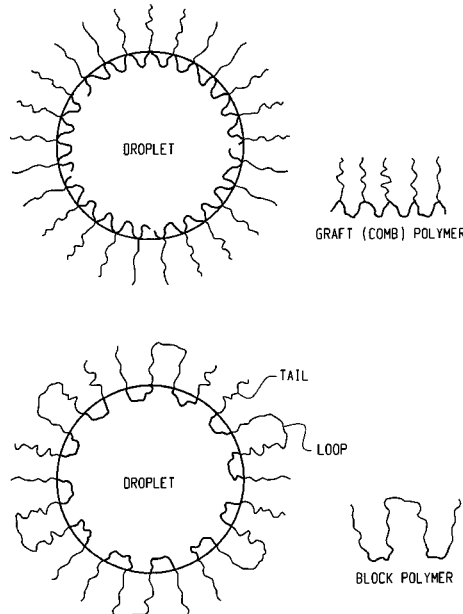 DROPLET
GRAFT (COMB) POLYMER
TAIL
LOOP
DROPLET
BLOCK POLYMER